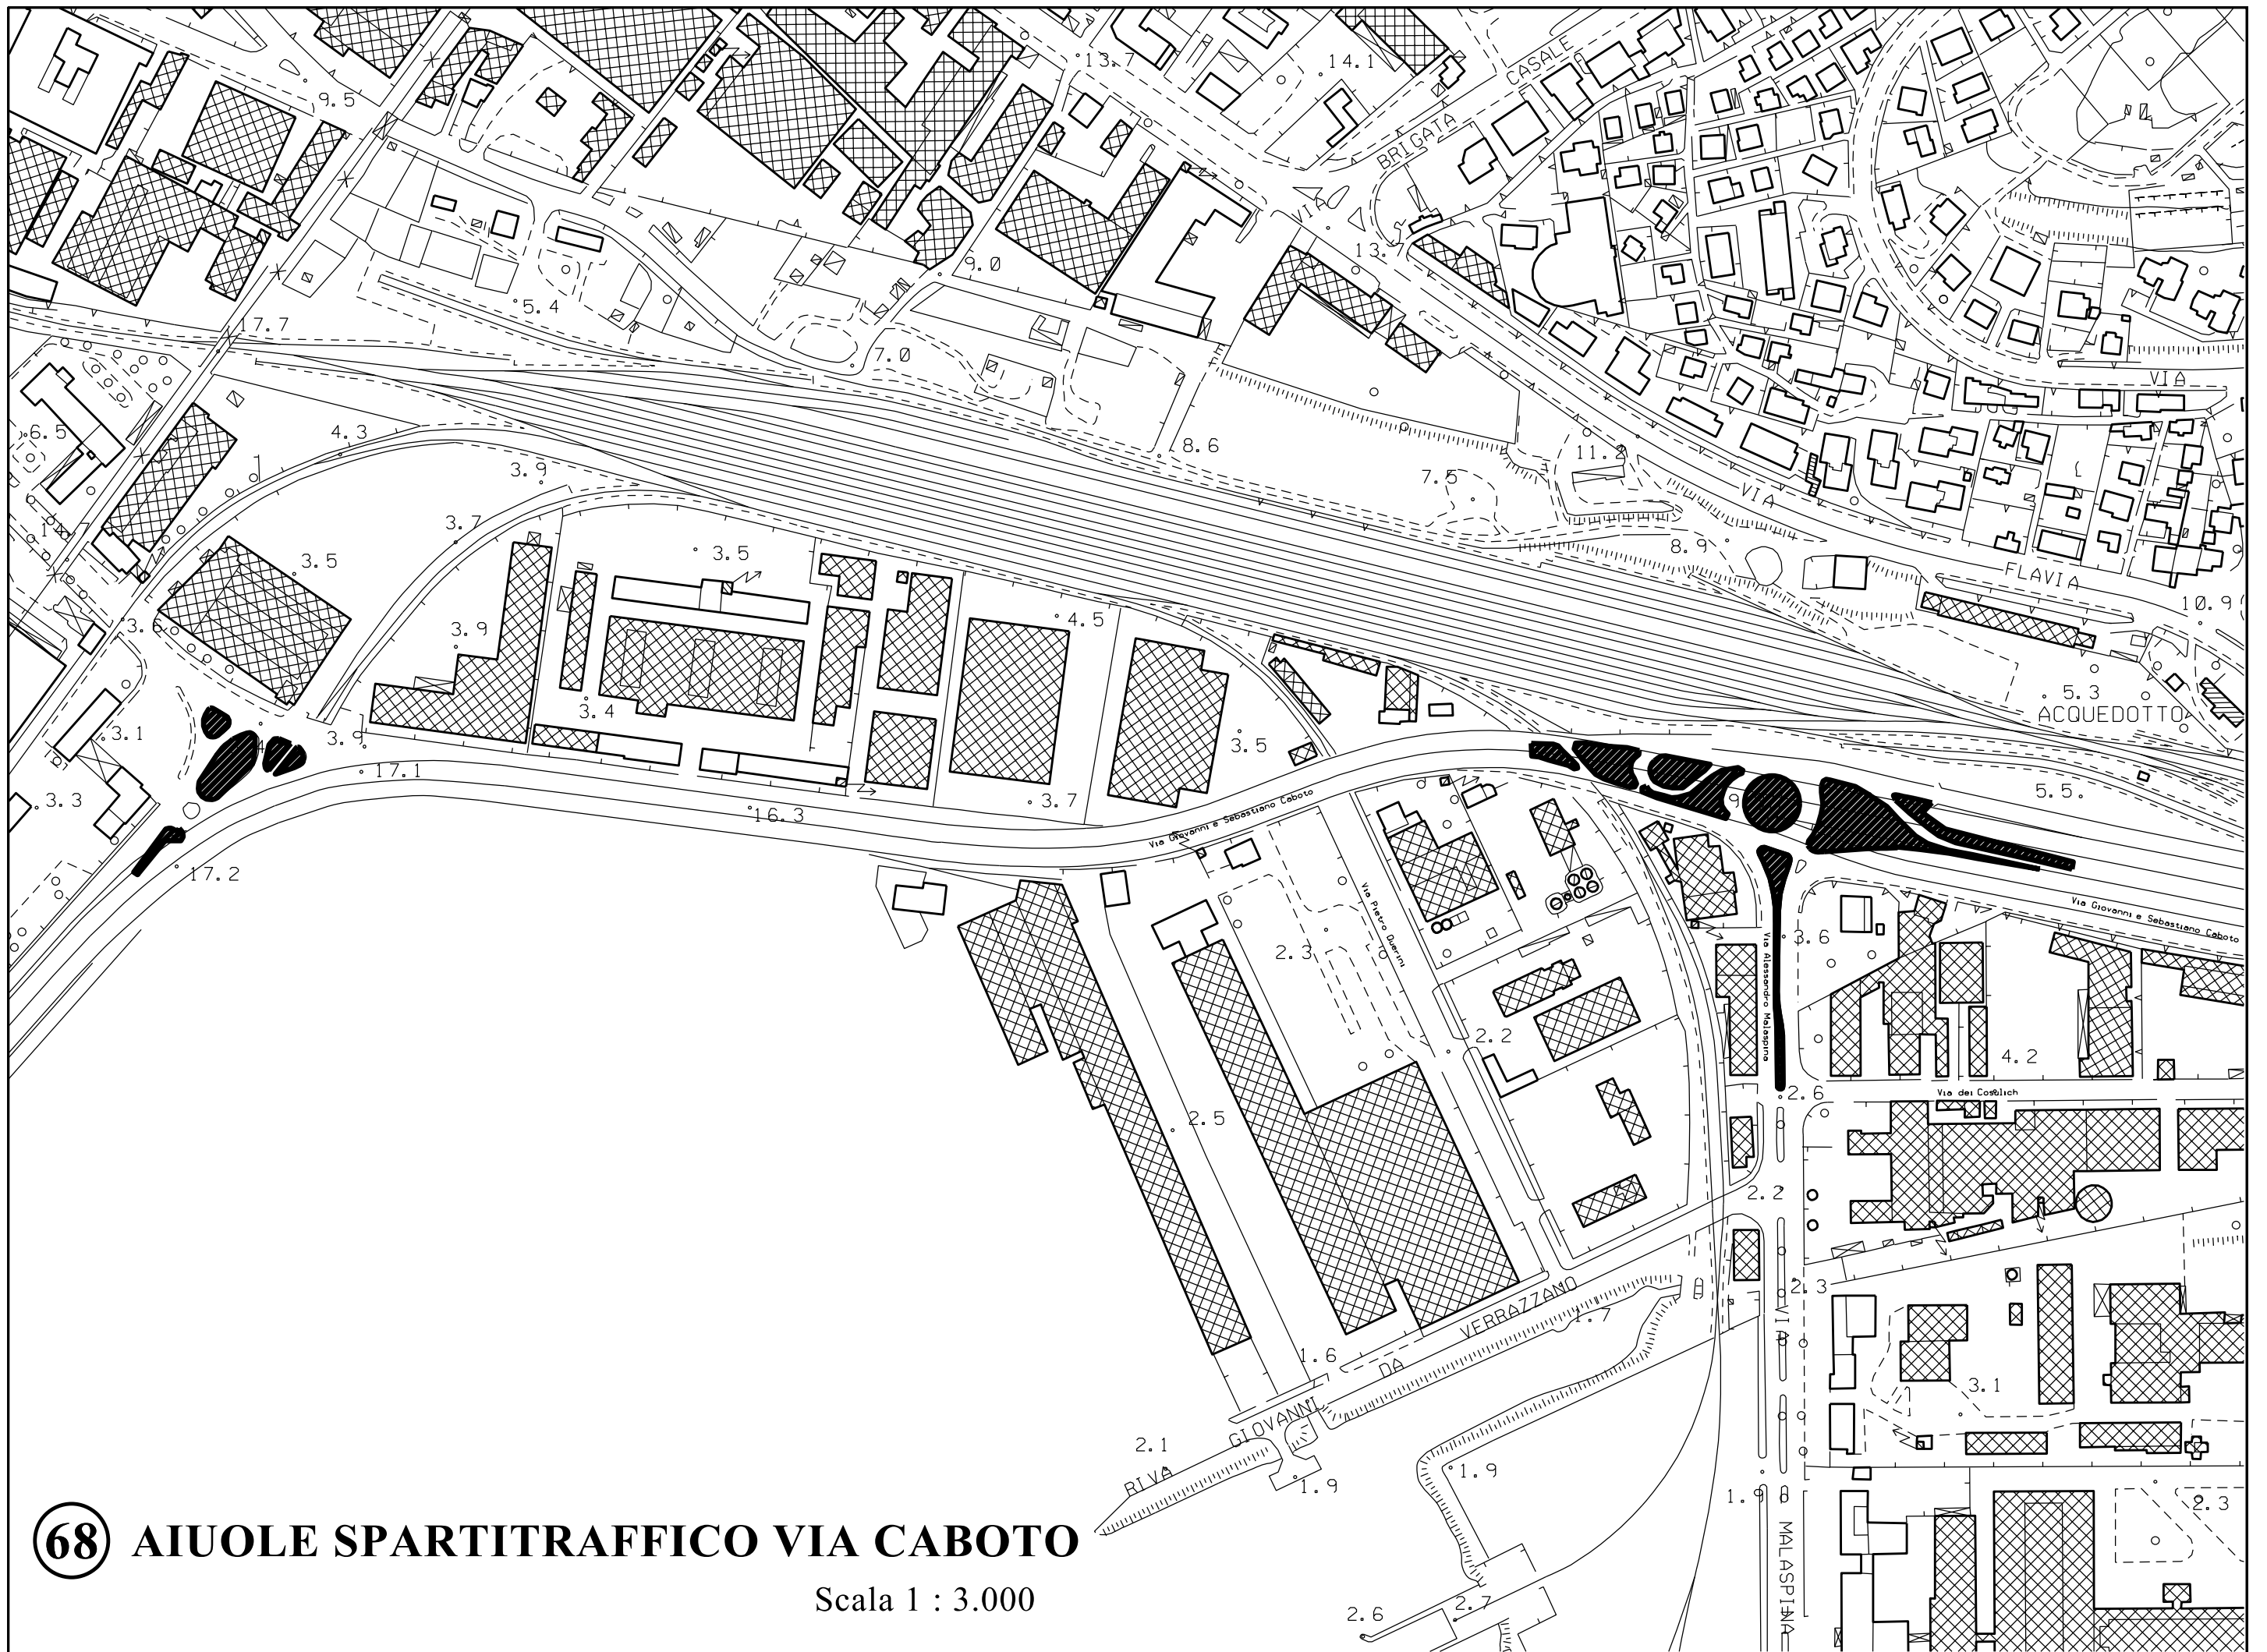 13.7
14.1
CASALE
BRIGATA
9.5
VIA
9.0
5.4
17.7
7.0
VIA
6.5
4.3
8.6
11.2
3.9
7.5
VIA
3.7
3.5
3.5
8.9
FLAVIA
10.9
3.6
3.9
4.5
5.3
ACQUEDOTTO
3.4
3.1
3.9
3.5
17.1
5.5
3.3
3.7
16.3
Via Giovanni e Sebastiano Caboto
17.2
Via Pietro Querini
Via Giovanni e Sebastiano Caboto
3.6
2.3
Via Alessandro Malaspina
2.2
4.2
2.6
Via dei Cosulich
2.5
2.2
2.3
VERRAZZANO
1.7
VIA
1.6
DA
3.1
GIOVANNI
2.1
RIVA
1.9
1.9
1.9
2.3
68 AIUOLE SPARTITRAFFICO VIA CABOTO
MALASPINA
Scala 1 : 3.000
2.6
2.7